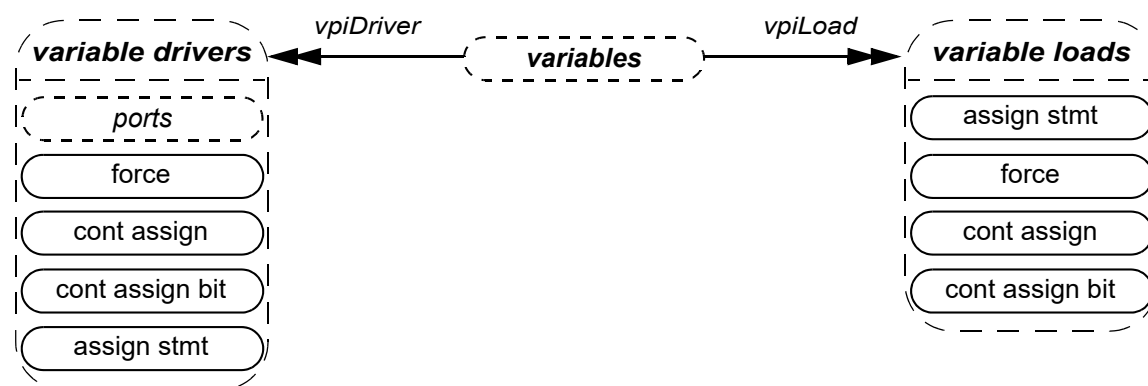 vpiDriver
vpiLoad
variable drivers
variables
variable loads
ports
assign stmt
force
force
cont assign
cont assign
cont assign bit
cont assign bit
assign stmt